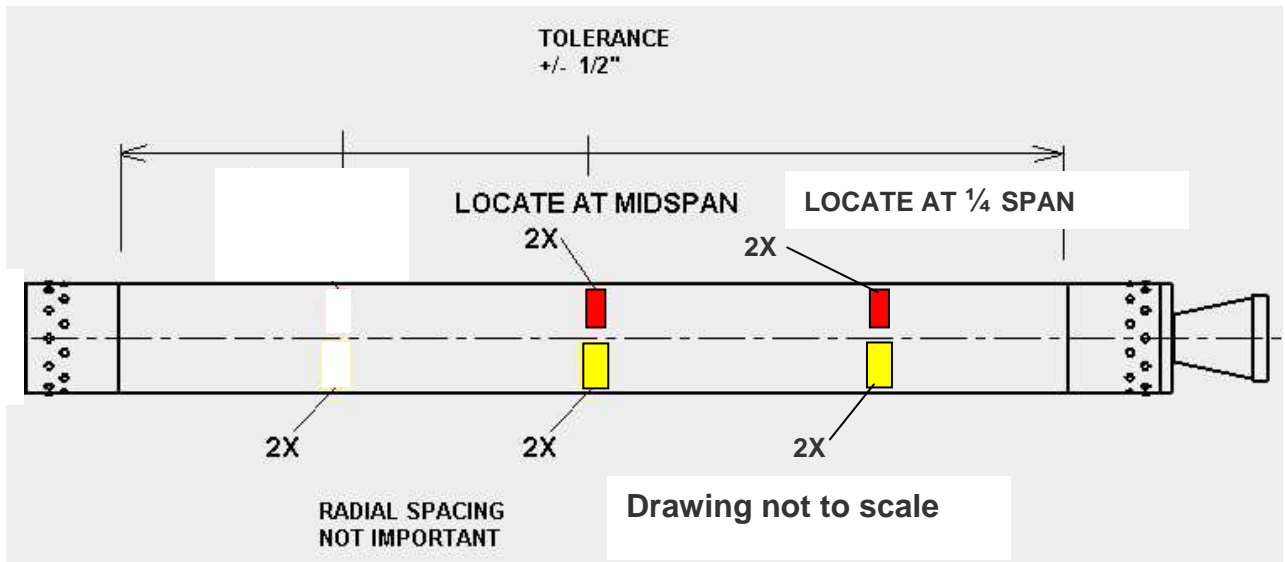 TOLERANCE
+/- 1/2"
LOCATE AT MIDSPAN
LOCATE AT ¼ SPAN
2X
2X
2X
2X
2X
RADIAL SPACING
NOT IMPORTANT
Drawing not to scale